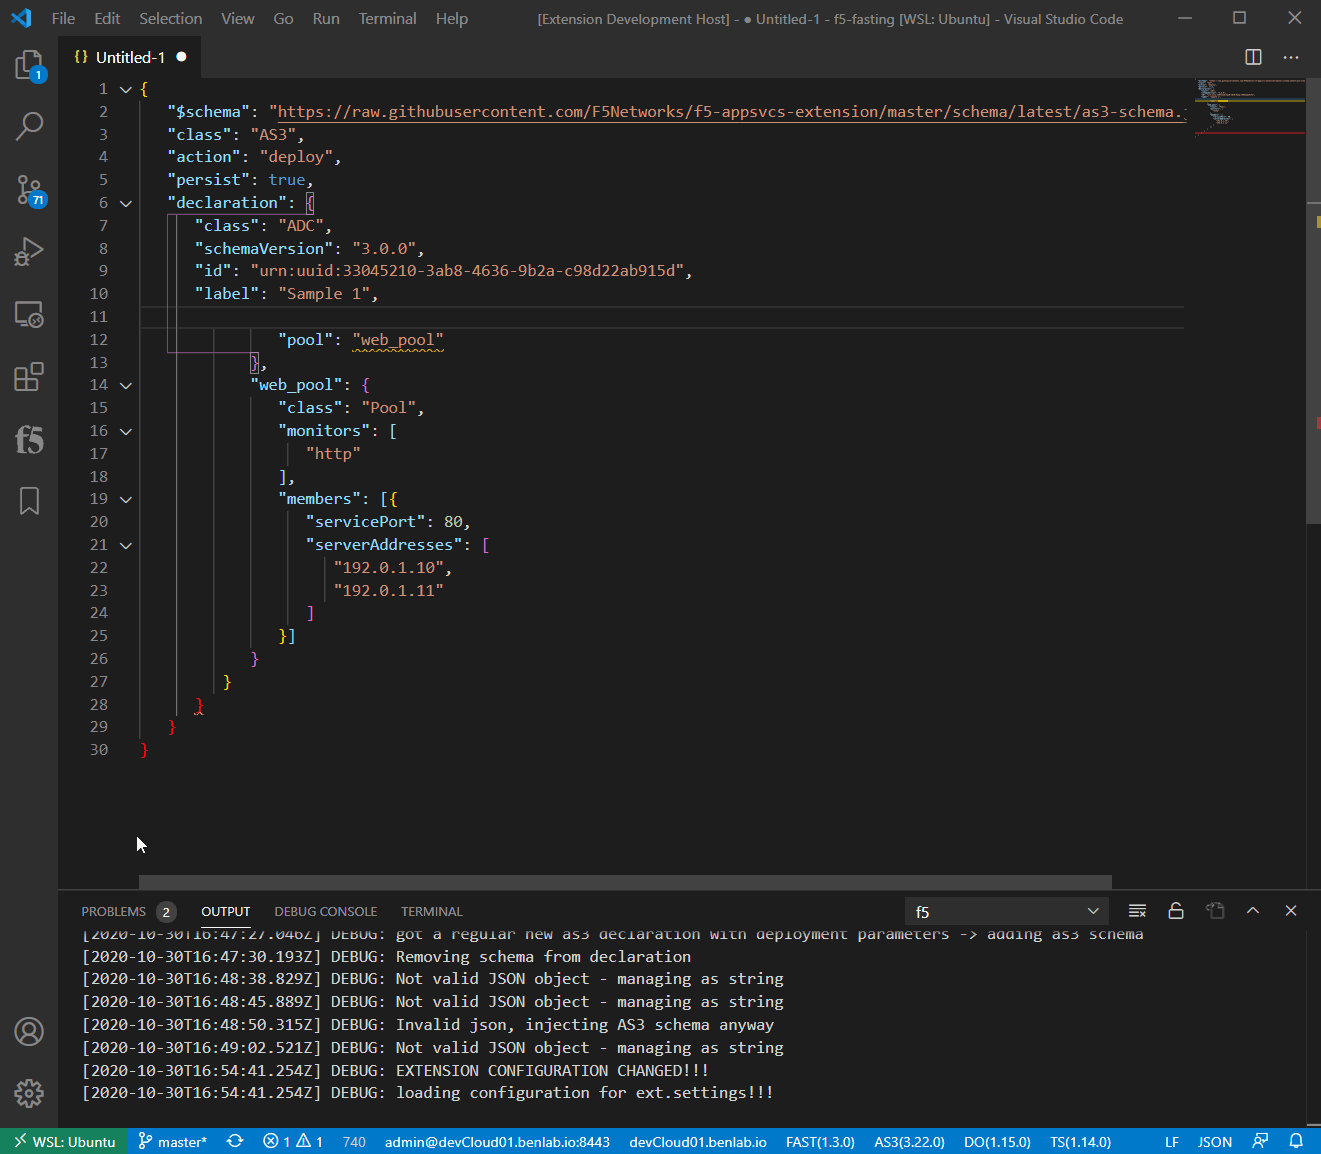 File Edit Selection View Go Run Terminal Help [Extension Development Host] - ● Untitled-1 - f5-fasting [WSL: Ubuntu] - Visual Studio Code
{} Untitled-1 ●
1 {
2 "$schema": "https://raw.githubusercontent.com/F5Networks/f5-appsvcs-extension/master/schema/latest/as3-schema.
3 "class": "AS3",
4 "action": "deploy",
5 "persist": true,
6 "declaration": {
7 "class": "ADC",
8 "schemaVersion": "3.0.0",
9 "id": "urn:uuid:33045210-3ab8-4636-9b2a-c98d22ab915d",
10 "label": "Sample 1",
11
12 "pool": "web_pool"
13 },
14 "web_pool": {
15 "class": "Pool",
16 "monitors": [
17 "http"
18 ],
19 "members": [{
20 "servicePort": 80,
21 "serverAddresses": [
22 "192.0.1.10",
23 "192.0.1.11"
24 ]
25 }]
26 }
27 }
28 }
29 }
30 }
1
71
f5
PROBLEMS 2 OUTPUT DEBUG CONSOLE TERMINAL f5
[2020-10-30T16:47:27.046Z] DEBUG: got a regular new as3 declaration with deployment parameters -> adding as3 schema
[2020-10-30T16:47:30.193Z] DEBUG: Removing schema from declaration
[2020-10-30T16:48:38.829Z] DEBUG: Not valid JSON object - managing as string
[2020-10-30T16:48:45.889Z] DEBUG: Not valid JSON object - managing as string
[2020-10-30T16:48:50.315Z] DEBUG: Invalid json, injecting AS3 schema anyway
[2020-10-30T16:49:02.521Z] DEBUG: Not valid JSON object - managing as string
[2020-10-30T16:54:41.254Z] DEBUG: EXTENSION CONFIGURATION CHANGED!!!
[2020-10-30T16:54:41.254Z] DEBUG: loading configuration for ext.settings!!!
WSL: Ubuntu master* 1 1 740 admin@devCloud01.benlab.io:8443 devCloud01.benlab.io FAST(1.3.0) AS3(3.22.0) DO(1.15.0) TS(1.14.0) LF JSON